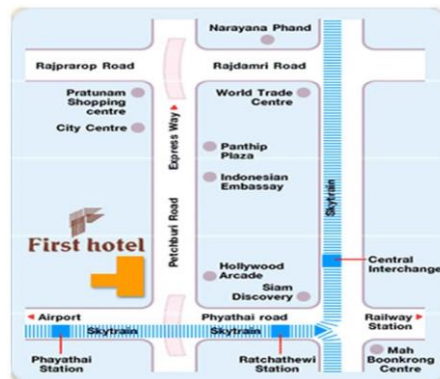 Narayana Phand
Rajprarop Road
Rajdamri Road
Pratunam
Shopping
centre
World Trade
Centre
City Centre
Express Way
Panthip
Plaza
Indonesian
Embassay
Petchburi Road
Skytrain
First hotel
Hollywood
Arcade
Central
Interchange
Siam
Discovery
Airport
Phyathai road
Railway
Station
Skytrain
Skytrain
Phayathai
Station
Ratchathewi
Station
Mah
Boonkrong
Centre